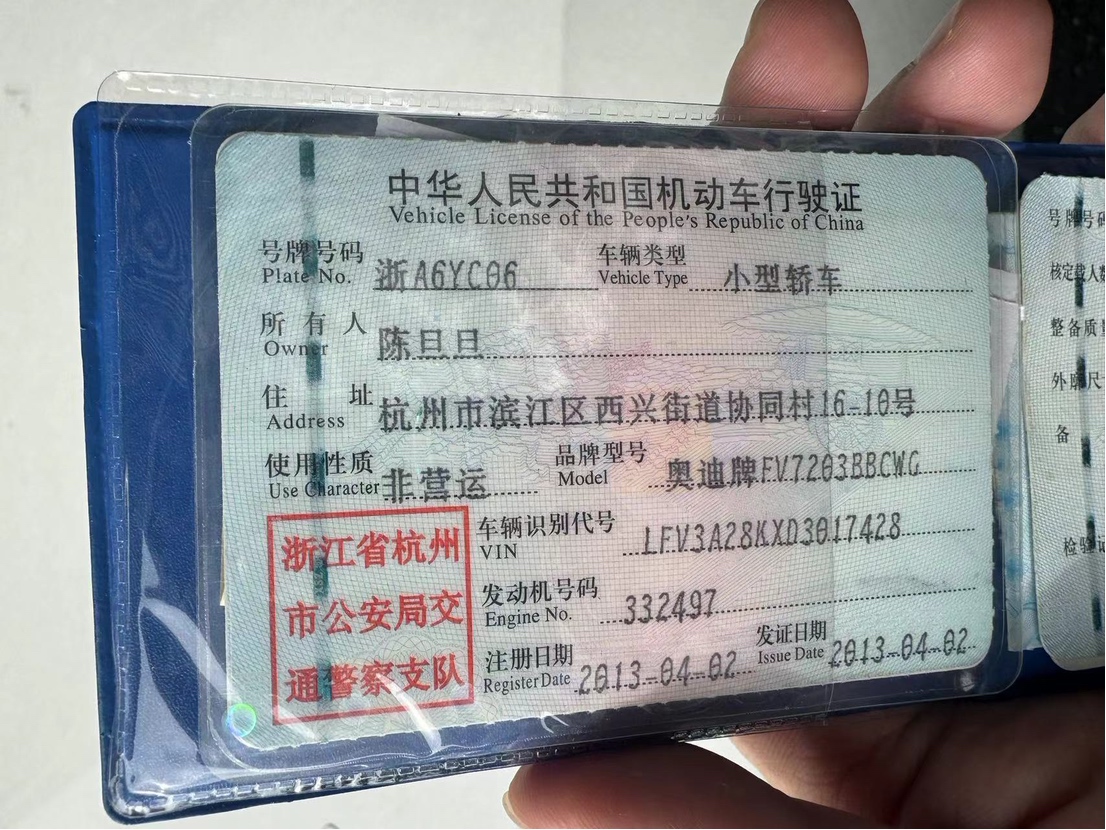 中华人民共和国机动车行驶证
Vehicle License of the People's Republic of China
号牌号码 浙A6YC06 车辆类型 小型轿车
Plate No. Vehicle Type
所有人 陈旦旦
Owner
住址 杭州市滨江区西兴街道协同村16-10号
Address
使用性质 非营运 品牌型号 奥迪牌FV7203BBCWG
Use Character Model
浙江省杭州
市公安局交
通警察支队
车辆识别代号 LFV3A28KXD3017428
VIN
发动机号码 332497
Engine No.
注册日期 2013-04-02 发证日期 2013-04-02
Register Date Issue Date
号牌号码
核定载人数
整备质量
外廓尺寸
备
检验记